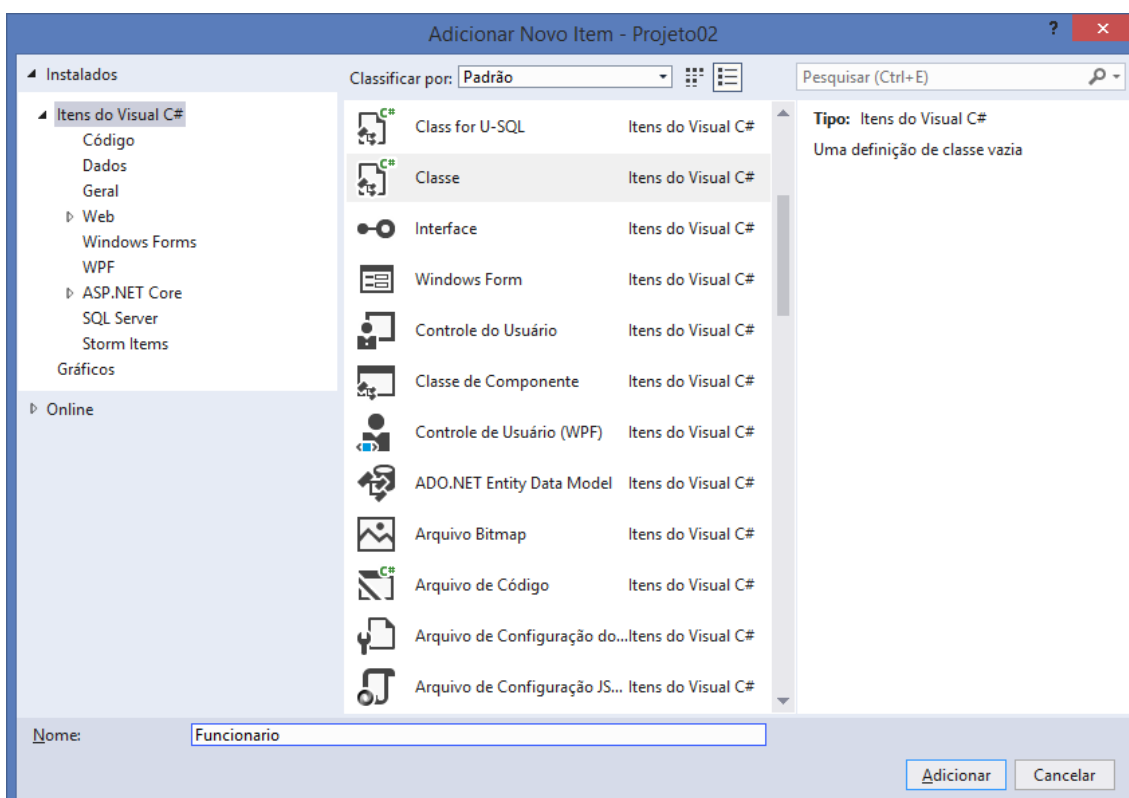 Adicionar Novo Item - Projeto02
?
Instalados
Classificar por: Padrão
Pesquisar (Ctrl+E)
Itens do Visual C#
Código
Dados
Geral
Web
Windows Forms
WPF
ASP.NET Core
SQL Server
Storm Items
Gráficos
Online
C# Class for U-SQL Itens do Visual C#
C# Classe Itens do Visual C#
Interface Itens do Visual C#
Windows Form Itens do Visual C#
Controle do Usuário Itens do Visual C#
Classe de Componente Itens do Visual C#
Controle de Usuário (WPF) Itens do Visual C#
ADO.NET Entity Data Model Itens do Visual C#
Arquivo Bitmap Itens do Visual C#
C# Arquivo de Código Itens do Visual C#
Arquivo de Configuração do...Itens do Visual C#
Arquivo de Configuração JS... Itens do Visual C#
Tipo: Itens do Visual C#
Uma definição de classe vazia
Nome: Funcionario
Adicionar Cancelar